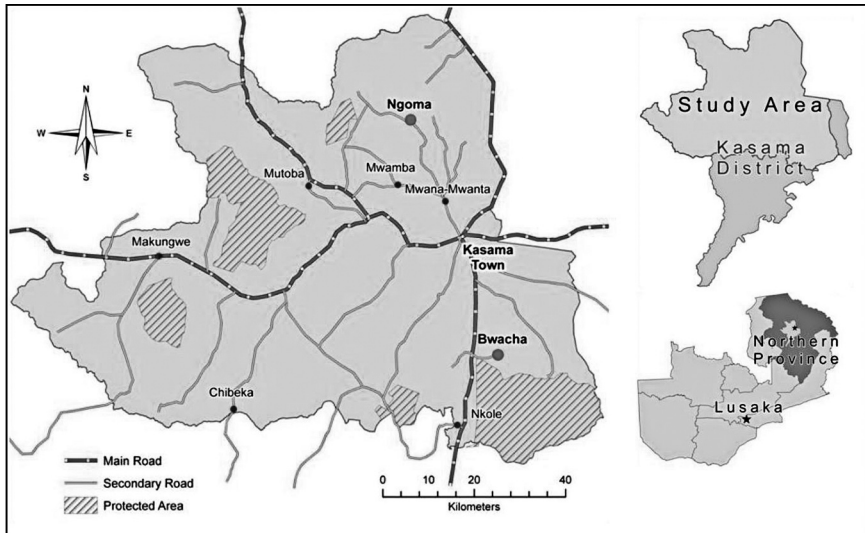 N
W
E
S
Ngoma
Mwamba
Mutoba
Mwana-Mwanta
Makungwe
Kasama
Town
Bwacha
Chibeka
Nkole
Main Road
Secondary Road
Protected Area
0 10 20 40
Kilometers
Study Area
Kasama
District
Northern
Province
Lusaka